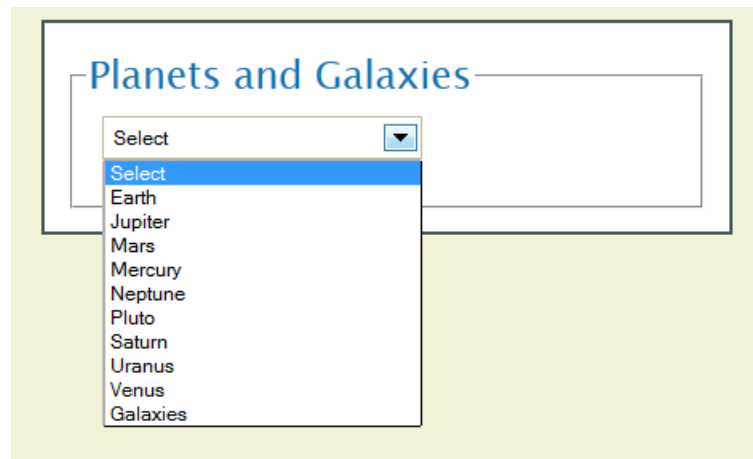 Planets and Galaxies
Select
Select
Earth
Jupiter
Mars
Mercury
Neptune
Pluto
Saturn
Uranus
Venus
Galaxies